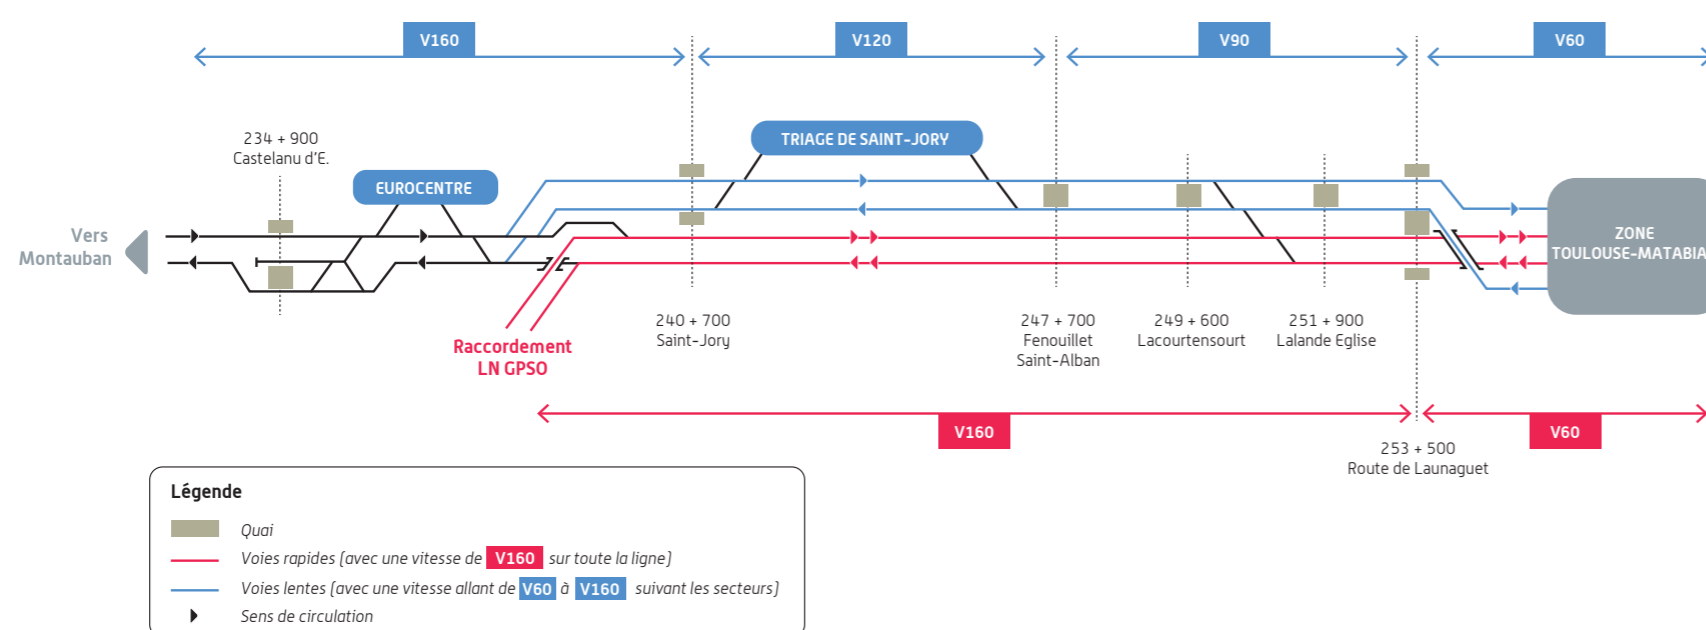 V160
V120
V90
V60
234 + 900
Castelanu d'E.
EUROCENTRE
TRIAGE DE SAINT-JORY
Vers
Montauban
ZONE
TOULOUSE-MATABIA
240 + 700
Saint-Jory
247 + 700
Fenouillet
Saint-Alban
249 + 600
Lacourtensourt
251 + 900
Lalande Eglise
Raccordement
LN GPSO
V160
V60
253 + 500
Route de Launaguet
Légende
Quai
Voies rapides (avec une vitesse de V160 sur toute la ligne)
Voies lentes (avec une vitesse allant de V60 à V160 suivant les secteurs)
Sens de circulation